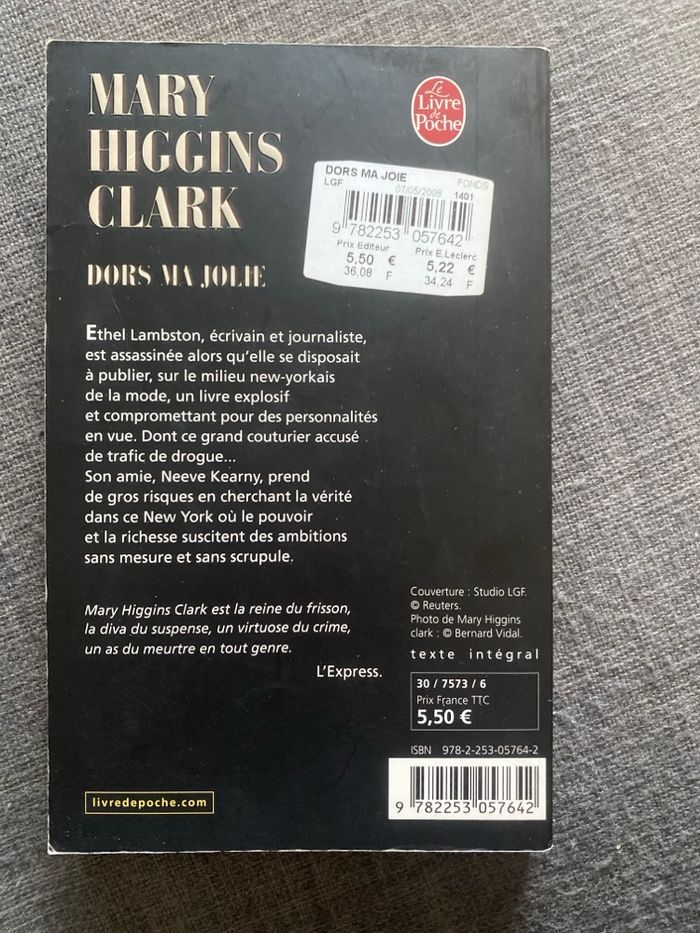 MARY
HIGGINS
CLARK
DORS MA JOLIE
Le
Livre
de
Poche
DORS MA JOIE
LGF
FONDS
07/05/2008 1401
9 782253 057642
Prix Editeur Prix E.Leclerc
5,50 € 5,22 €
36,08 F 34,24 F
Ethel Lambston, écrivain et journaliste,
est assassinée alors qu'elle se disposait
à publier, sur le milieu new-yorkais
de la mode, un livre explosif
et compromettant pour des personnalités
en vue. Dont ce grand couturier accusé
de trafic de drogue...
Son amie, Neeve Kearny, prend
de gros risques en cherchant la vérité
dans ce New York où le pouvoir
et la richesse suscitent des ambitions
sans mesure et sans scrupule.
Mary Higgins Clark est la reine du frisson,
la diva du suspense, un virtuose du crime,
un as du meurtre en tout genre.
L'Express.
Couverture : Studio LGF.
© Reuters.
Photo de Mary Higgins
clark : © Bernard Vidal.
texte intégral
30 / 7573 / 6
Prix France TTC
5,50 €
ISBN 978-2-253-05764-2
9 782253 057642
livredepoche.com